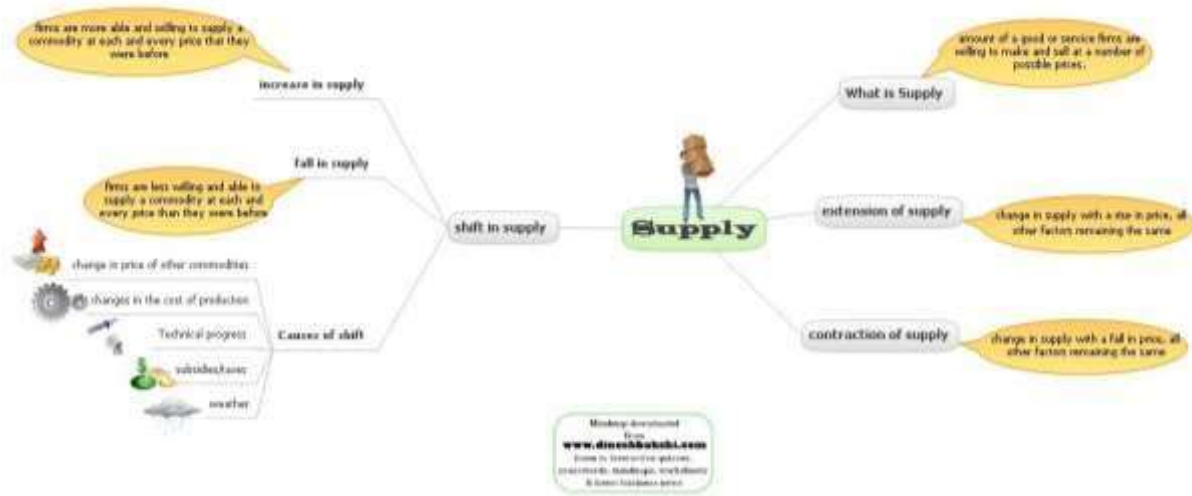 firms are more able and willing to supply a
commodity at each and every price that they
were before
increase in supply
fall in supply
firms are less willing and able to
supply a commodity at each and
every price than they were before
shift in supply
change in price of other commodities
changes in the cost of production
Technical progress
subsidies/taxes
weather
Causes of shift
Supply
What is Supply
amount of a good or service firms are
willing to make and sell at a number of
possible prices.
extension of supply
change in supply with a rise in price, all
other factors remaining the same
contraction of supply
change in supply with a fall in price, all
other factors remaining the same
Mindmap downloaded
from
www.dineshbakshi.com